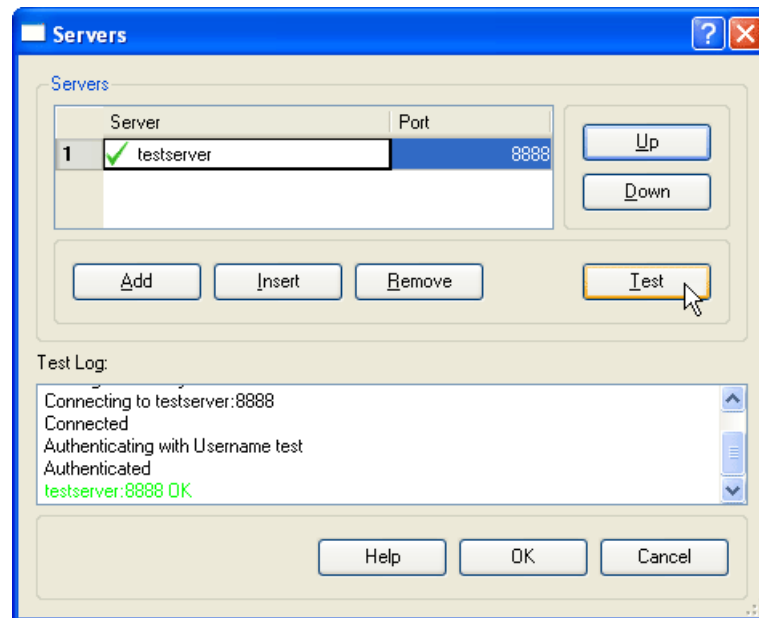 Servers
Servers
Server Port
1 testserver 8888
Up
Down
Add Insert Remove Test
Test Log:
Connecting to testserver:8888
Connected
Authenticating with Username test
Authenticated
testserver:8888 OK
Help OK Cancel